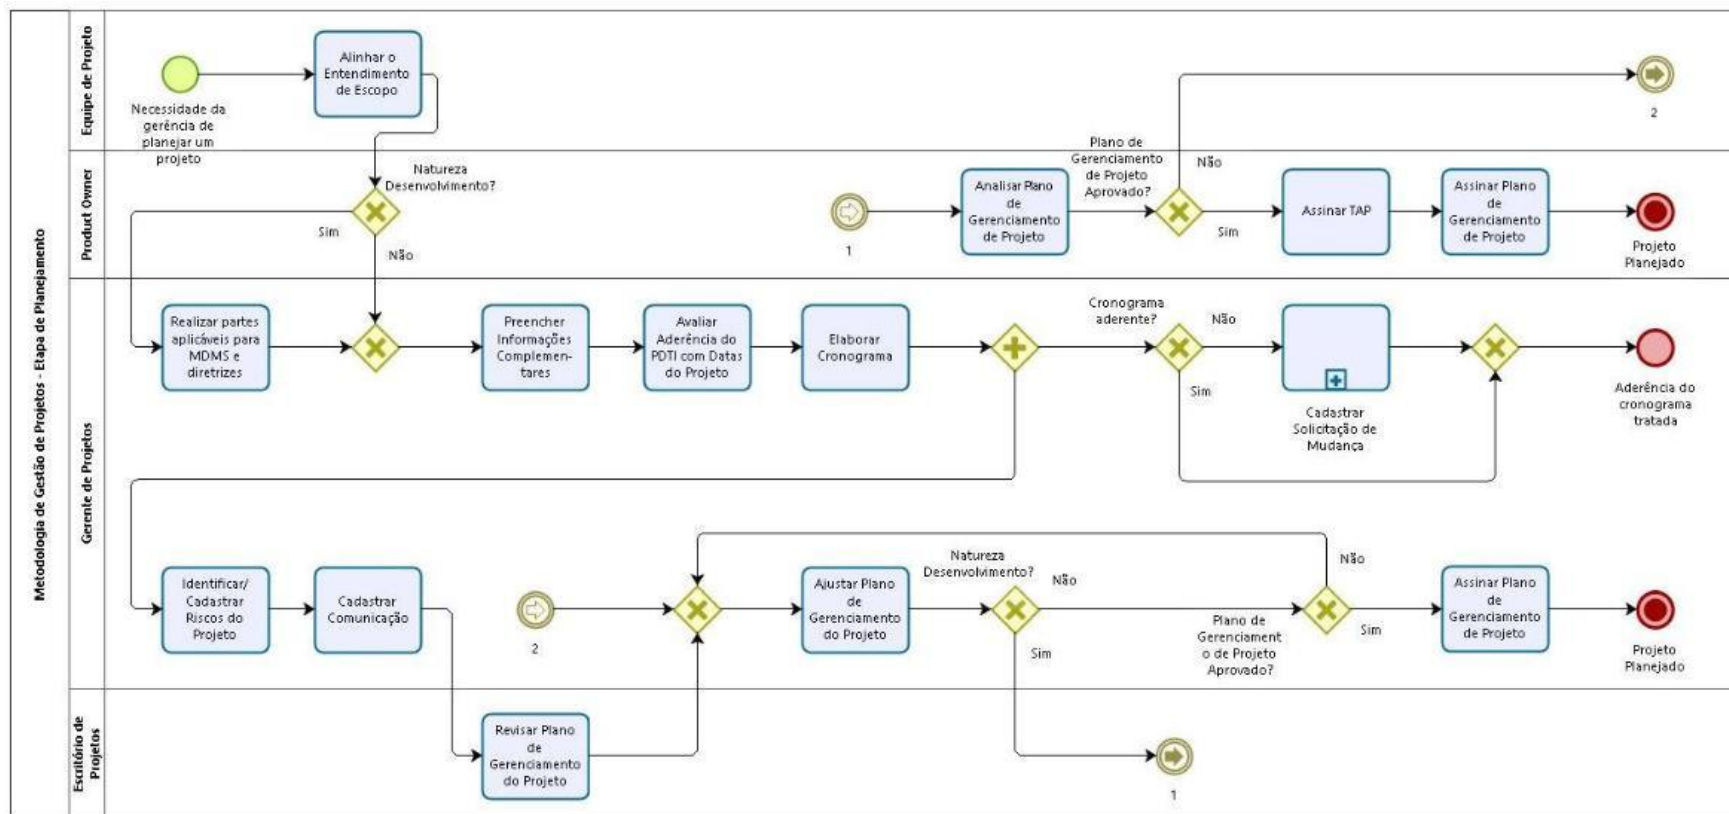 Metodologia de Gestão de Projetos - Etapa de Planejamento
Equipe de Projeto
Necessidade da
gerência de
planejar um
projeto
Alinhar o
Entendimento
de Escopo
2
Product Owner
Natureza
Desenvolvimento?
Sim
Não
1
Analisar Plano
de
Gerenciamento
de Projeto
Plano de
Gerenciamento
de Projeto
Aprovado?
Não
Sim
Assinar TAP
Assinar Plano
de
Gerenciamento
de Projeto
Projeto
Planejado
Gerente de Projetos
Realizar partes
aplicáveis para
MDMS e
diretrizes
Preencher
Informações
Complemen-
tares
Avaliar
Aderência do
PDTI com Datas
do Projeto
Elaborar
Cronograma
Cronograma
aderente?
Não
Sim
Cadastrar
Solicitação de
Mudança
Aderência do
cronograma
tratada
Identificar/
Cadastrar
Riscos do
Projeto
Cadastrar
Comunicação
2
Ajustar Plano
de
Gerenciamento
do Projeto
Natureza
Desenvolvimento?
Não
Sim
Plano de
Gerenciament
o de Projeto
Aprovado?
Não
Sim
Assinar Plano
de
Gerenciamento
de Projeto
Projeto
Planejado
Escritório de
Projetos
Revisar Plano
de
Gerenciamento
do Projeto
1